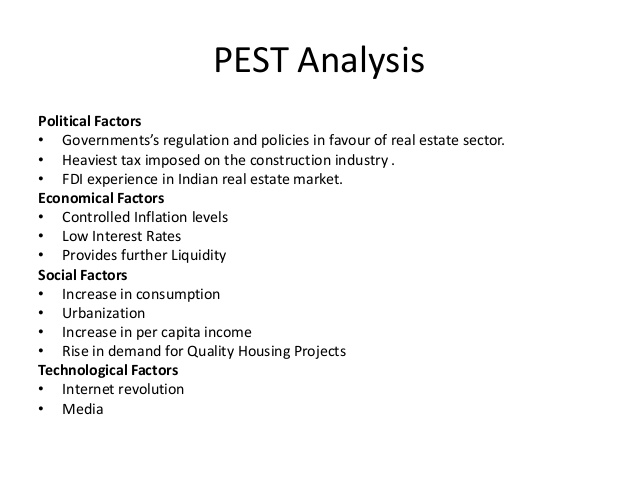 PEST Analysis
Political Factors
• Governments’s regulation and policies in favour of real estate sector.
• Heaviest tax imposed on the construction industry .
• FDI experience in Indian real estate market.
Economical Factors
• Controlled Inflation levels
• Low Interest Rates
• Provides further Liquidity
Social Factors
• Increase in consumption
• Urbanization
• Increase in per capita income
• Rise in demand for Quality Housing Projects
Technological Factors
• Internet revolution
• Media